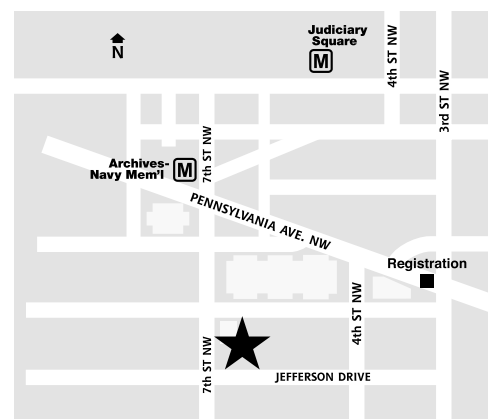 Judiciary
Square
M
N
4th ST NW
3rd ST NW
7th ST NW
Archives-
Navy Mem'l
M
PENNSYLVANIA AVE. NW
Registration
4th ST NW
7th ST NW
JEFFERSON DRIVE